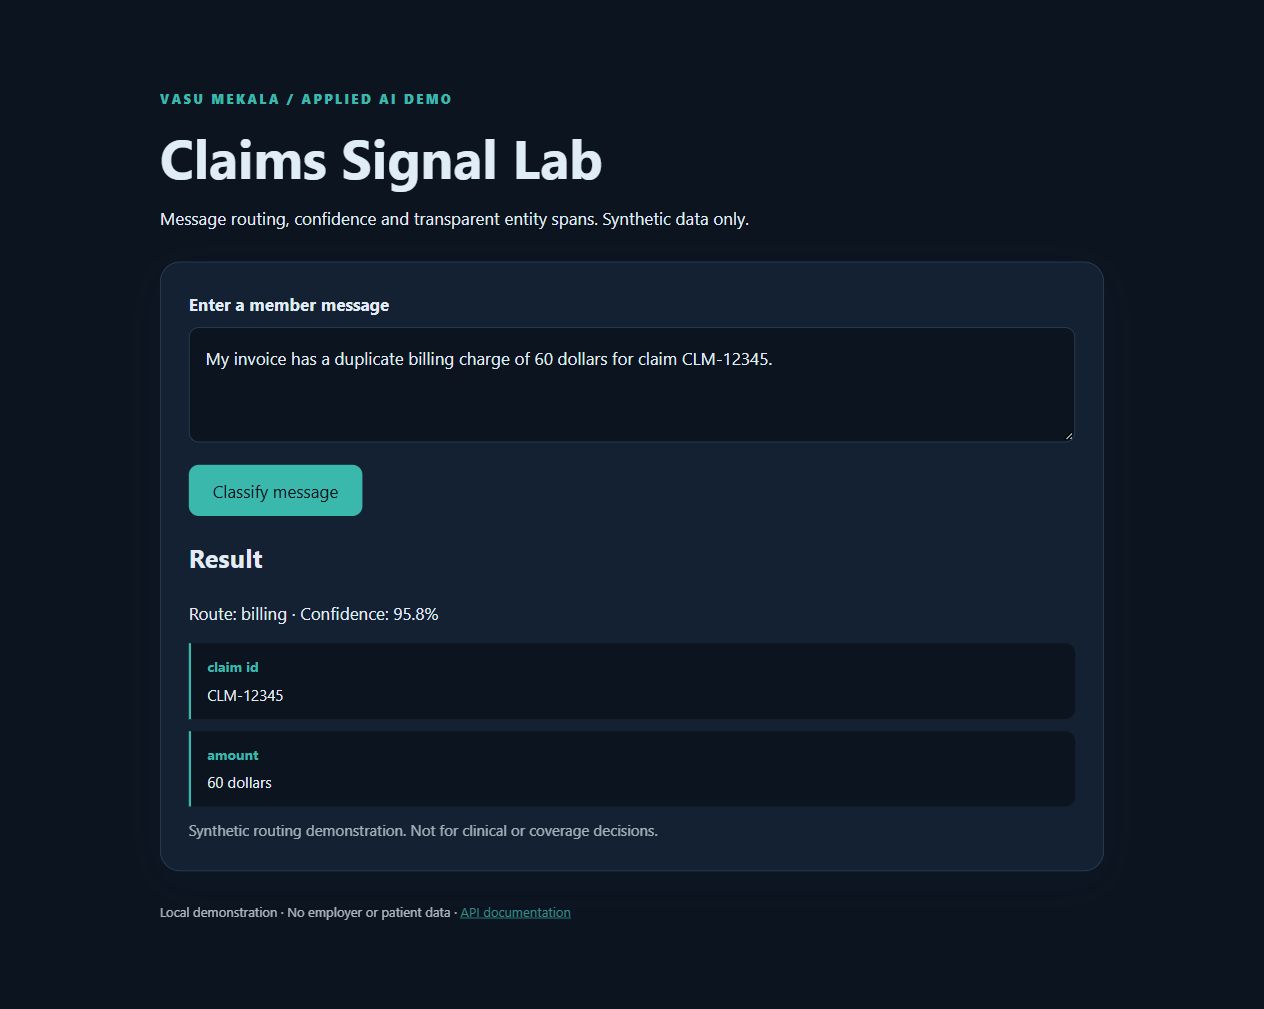 VASU MEKALA / APPLIED AI DEMO
Claims Signal Lab
Message routing, confidence and transparent entity spans. Synthetic data only.
Enter a member message
My invoice has a duplicate billing charge of 60 dollars for claim CLM-12345.
Classify message
Result
Route: billing · Confidence: 95.8%
claim id
CLM-12345
amount
60 dollars
Synthetic routing demonstration. Not for clinical or coverage decisions.
Local demonstration · No employer or patient data · API documentation